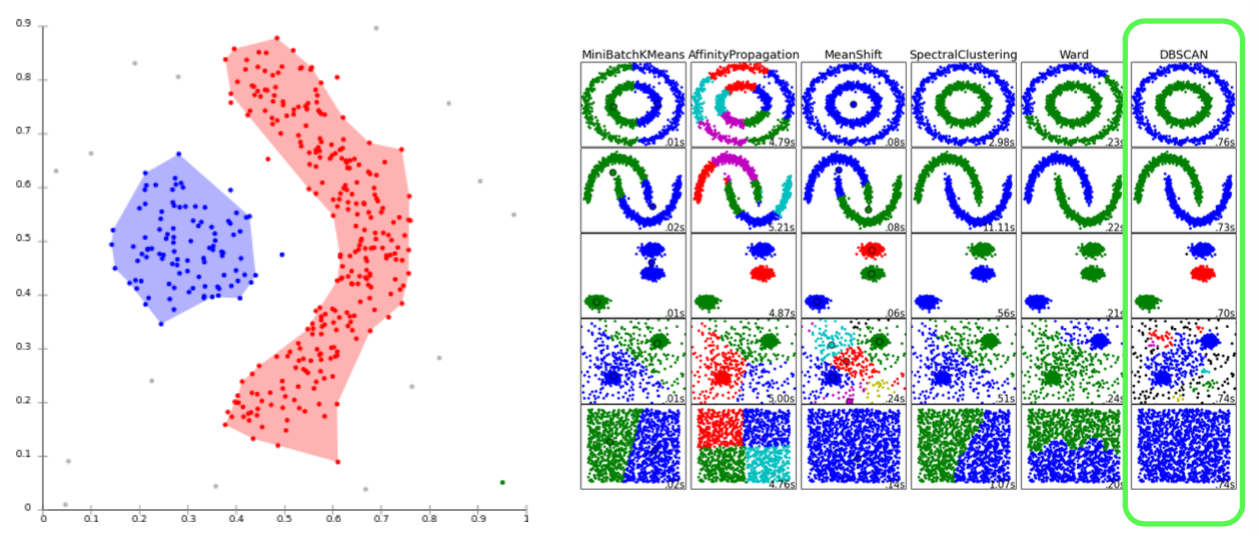 0.9
0.8
0.7
0.6
0.5
0.4
0.3
0.2
0.1
0
0 0.1 0.2 0.3 0.4 0.5 0.6 0.7 0.8 0.9 1
MiniBatchKMeans AffinityPropagation MeanShift SpectralClustering Ward DBSCAN
.01s 4.79s .08s 2.98s .23s .76s
.02s 5.21s .08s 11.11s .22s .73s
.01s 4.87s .06s .56s .21s .70s
.01s 5.00s .24s .51s .24s .74s
.02s 4.76s .14s 1.07s .20s .74s